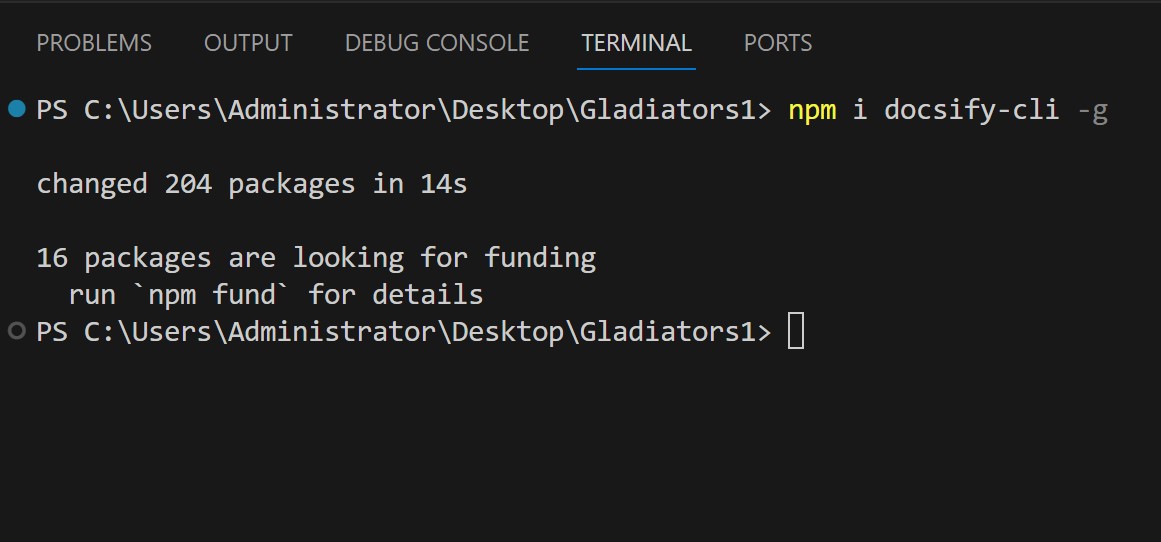 PROBLEMS OUTPUT DEBUG CONSOLE TERMINAL PORTS
PS C:\Users\Administrator\Desktop\Gladiators1> npm i docsify-cli -g
changed 204 packages in 14s
16 packages are looking for funding
  run `npm fund` for details
PS C:\Users\Administrator\Desktop\Gladiators1>